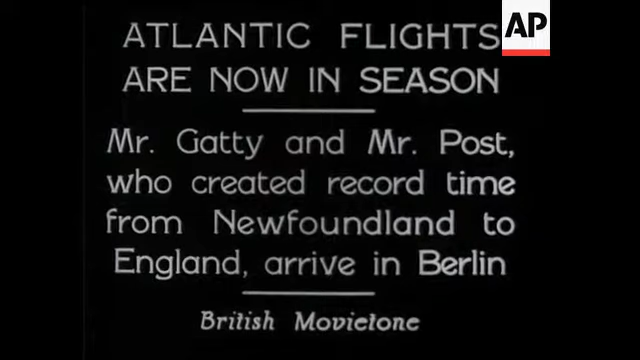 ATLANTIC FLIGHTS
AP
ARE NOW IN SEASON
Mr. Gatty and Mr. Post,
who created record time
from Newfoundland to
England, arrive in Berlin
British Movietone